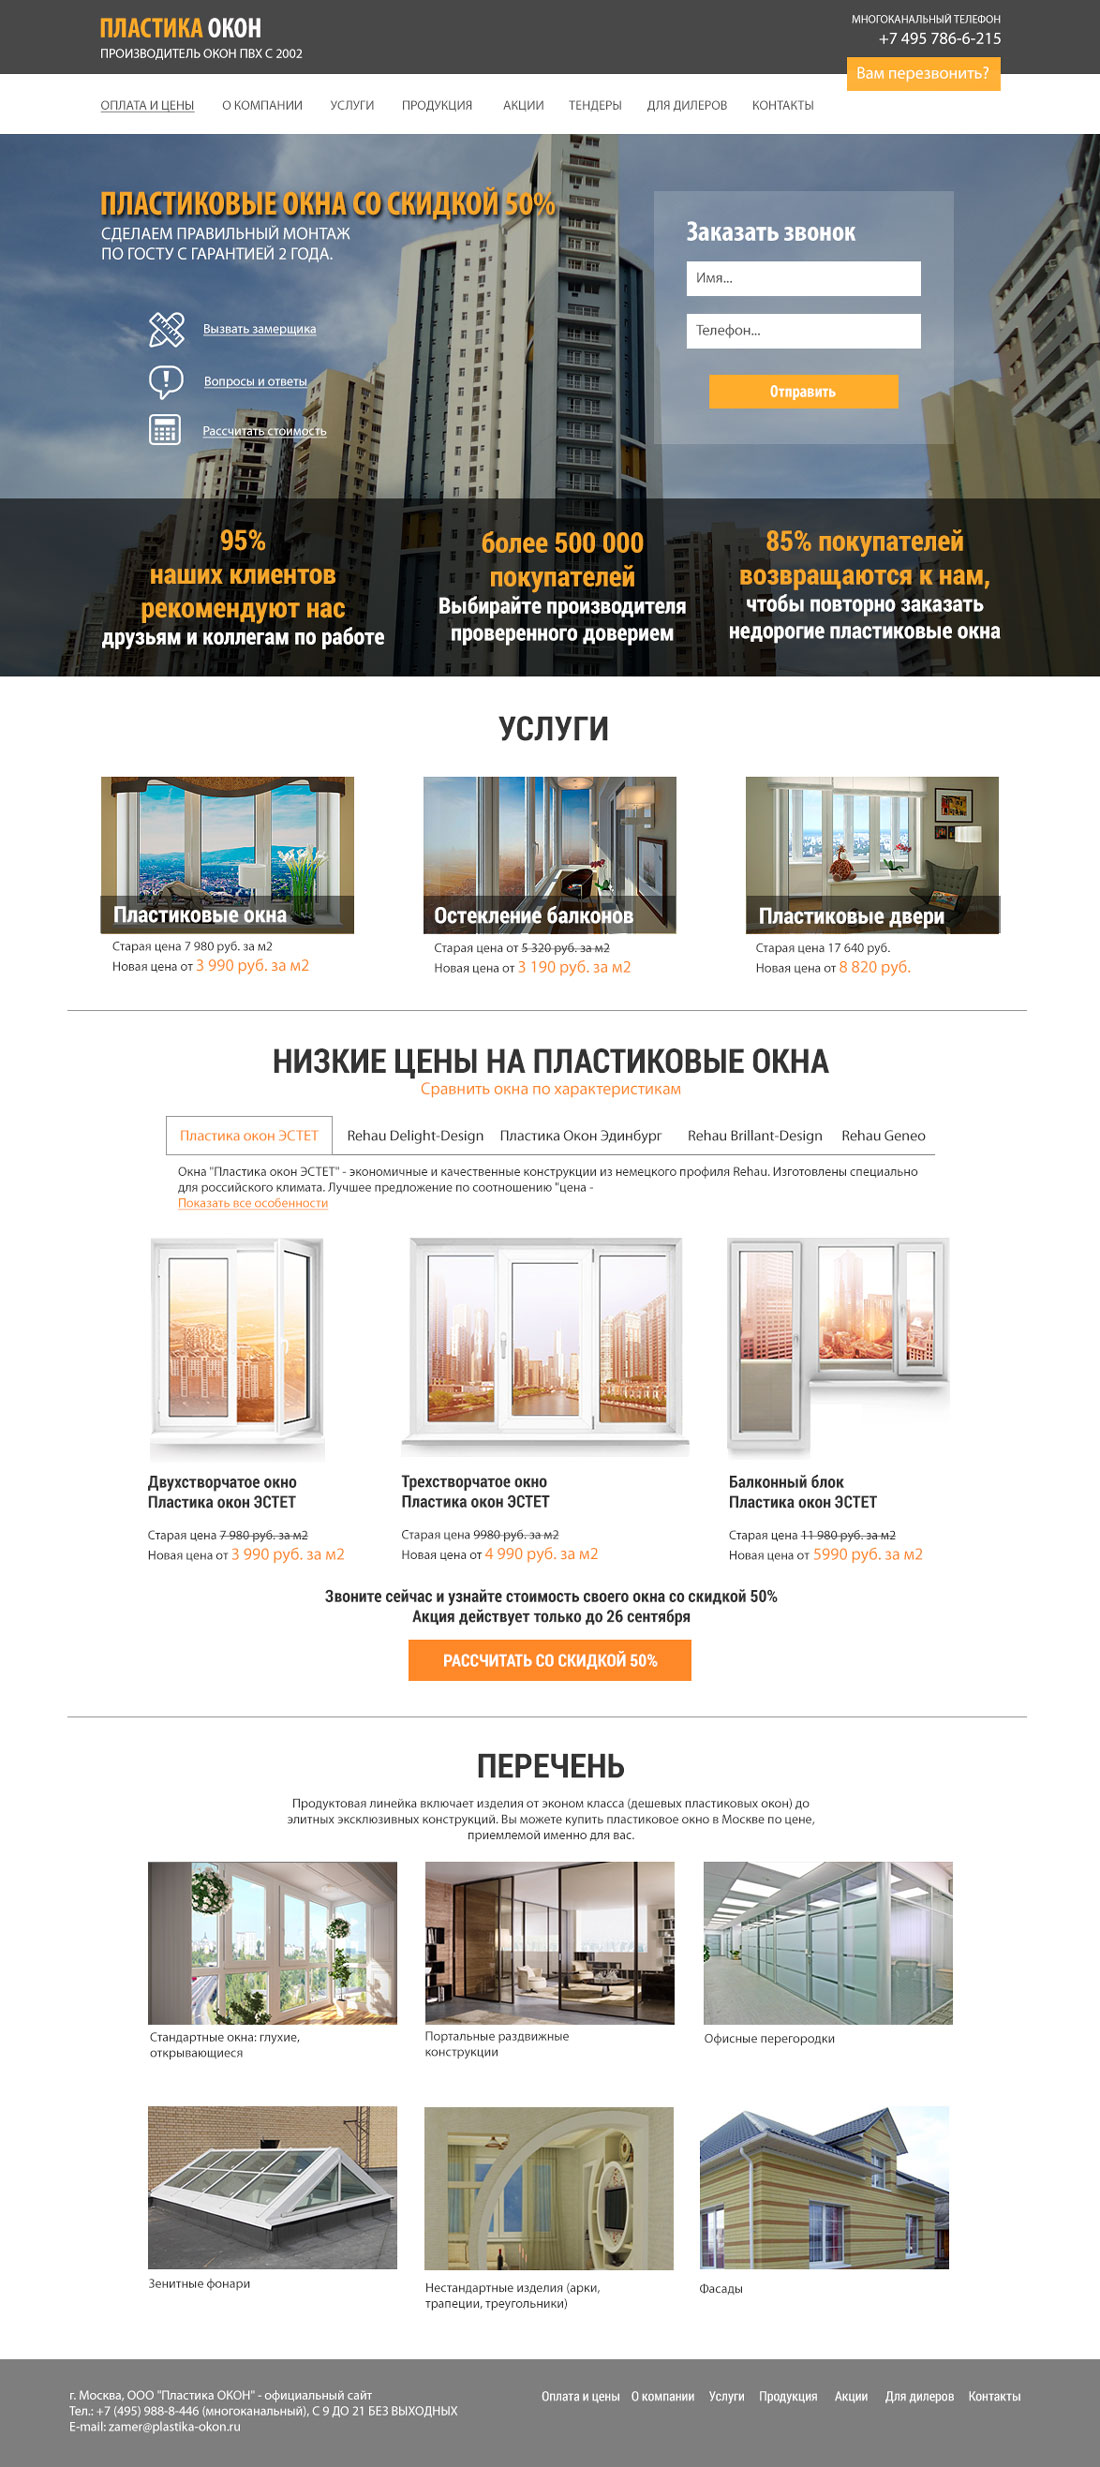 ПЛАСТИКА ОКОН
ПРОИЗВОДИТЕЛЬ ОКОН ПВХ С 2002
МНОГОКАНАЛЬНЫЙ ТЕЛЕФОН
+7 495 786-6-215
Вам перезвонить?
ОПЛАТА И ЦЕНЫ О КОМПАНИИ УСЛУГИ ПРОДУКЦИЯ АКЦИИ ТЕНДЕРЫ ДЛЯ ДИЛЕРОВ КОНТАКТЫ
ПЛАСТИКОВЫЕ ОКНА СО СКИДКОЙ 50%
СДЕЛАЕМ ПРАВИЛЬНЫЙ МОНТАЖ
ПО ГОСТУ С ГАРАНТИЕЙ 2 ГОДА.
Вызвать замерщика
Вопросы и ответы
Рассчитать стоимость
Заказать звонок
Имя...
Телефон...
Отправить
95%
наших клиентов
рекомендуют нас
друзьям и коллегам по работе
более 500 000
покупателей
Выбирайте производителя
проверенного доверием
85% покупателей
возвращаются к нам,
чтобы повторно заказать
недорогие пластиковые окна
УСЛУГИ
Пластиковые окна
Старая цена 7 980 руб. за м2
Новая цена от 3 990 руб. за м2
Остекление балконов
Старая цена от 5 320 руб. за м2
Новая цена от 3 190 руб. за м2
Пластиковые двери
Старая цена 17 640 руб.
Новая цена от 8 820 руб.
НИЗКИЕ ЦЕНЫ НА ПЛАСТИКОВЫЕ ОКНА
Сравнить окна по характеристикам
Пластика окон ЭСТЕТ Rehau Delight-Design Пластика Окон Эдинбург Rehau Brillant-Design Rehau Geneo
Окна "Пластика окон ЭСТЕТ" - экономичные и качественные конструкции из немецкого профиля Rehau. Изготовлены специально
для российского климата. Лучшее предложение по соотношению "цена -
Показать все особенности
Двухстворчатое окно
Пластика окон ЭСТЕТ
Старая цена 7 980 руб. за м2
Новая цена от 3 990 руб. за м2
Трехстворчатое окно
Пластика окон ЭСТЕТ
Старая цена 9980 руб. за м2
Новая цена от 4 990 руб. за м2
Балконный блок
Пластика окон ЭСТЕТ
Старая цена 11 980 руб. за м2
Новая цена от 5990 руб. за м2
Звоните сейчас и узнайте стоимость своего окна со скидкой 50%
Акция действует только до 26 сентября
РАССЧИТАТЬ СО СКИДКОЙ 50%
ПЕРЕЧЕНЬ
Продуктовая линейка включает изделия от эконом класса (дешевых пластиковых окон) до
элитных эксклюзивных конструкций. Вы можете купить пластиковое окно в Москве по цене,
приемлемой именно для вас.
Стандартные окна: глухие,
открывающиеся
Портальные раздвижные
конструкции
Офисные перегородки
Зенитные фонари
Нестандартные изделия (арки,
трапеции, треугольники)
Фасады
г. Москва, ООО "Пластика ОКОН" - официальный сайт
Тел.: +7 (495) 988-8-446 (многоканальный), С 9 ДО 21 БЕЗ ВЫХОДНЫХ
E-mail: zamer@plastika-okon.ru
Оплата и цены О компании Услуги Продукция Акции Для дилеров Контакты